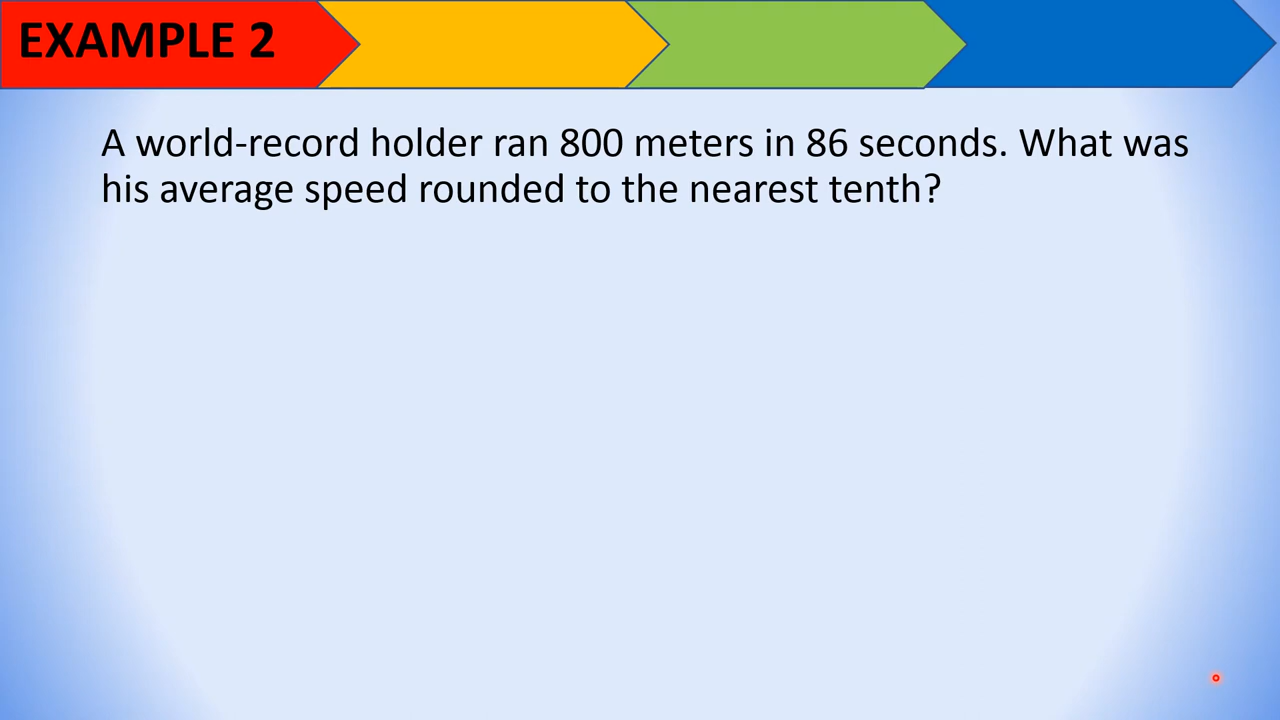 EXAMPLE 2
A world-record holder ran 800 meters in 86 seconds. What was
his average speed rounded to the nearest tenth?